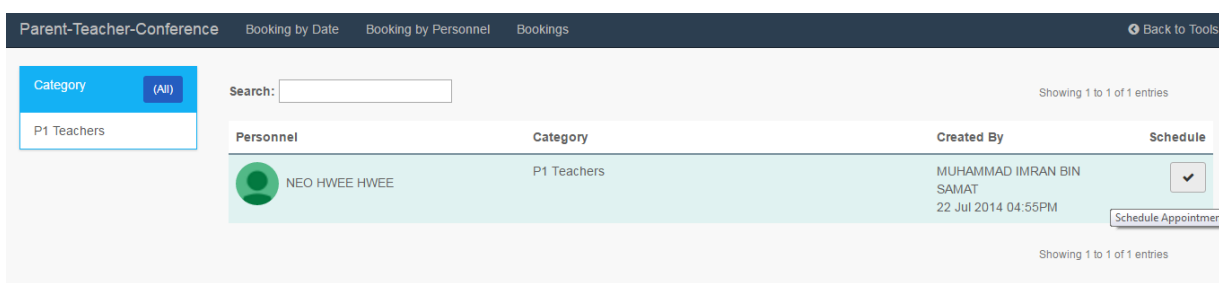 Parent-Teacher-Conference Booking by Date Booking by Personnel Bookings Back to Tools
Category (All)
P1 Teachers
Search:
Showing 1 to 1 of 1 entries
Personnel Category Created By Schedule
NEO HWEE HWEE P1 Teachers MUHAMMAD IMRAN BIN
SAMAT
22 Jul 2014 04:55PM
Schedule Appointmer
Showing 1 to 1 of 1 entries